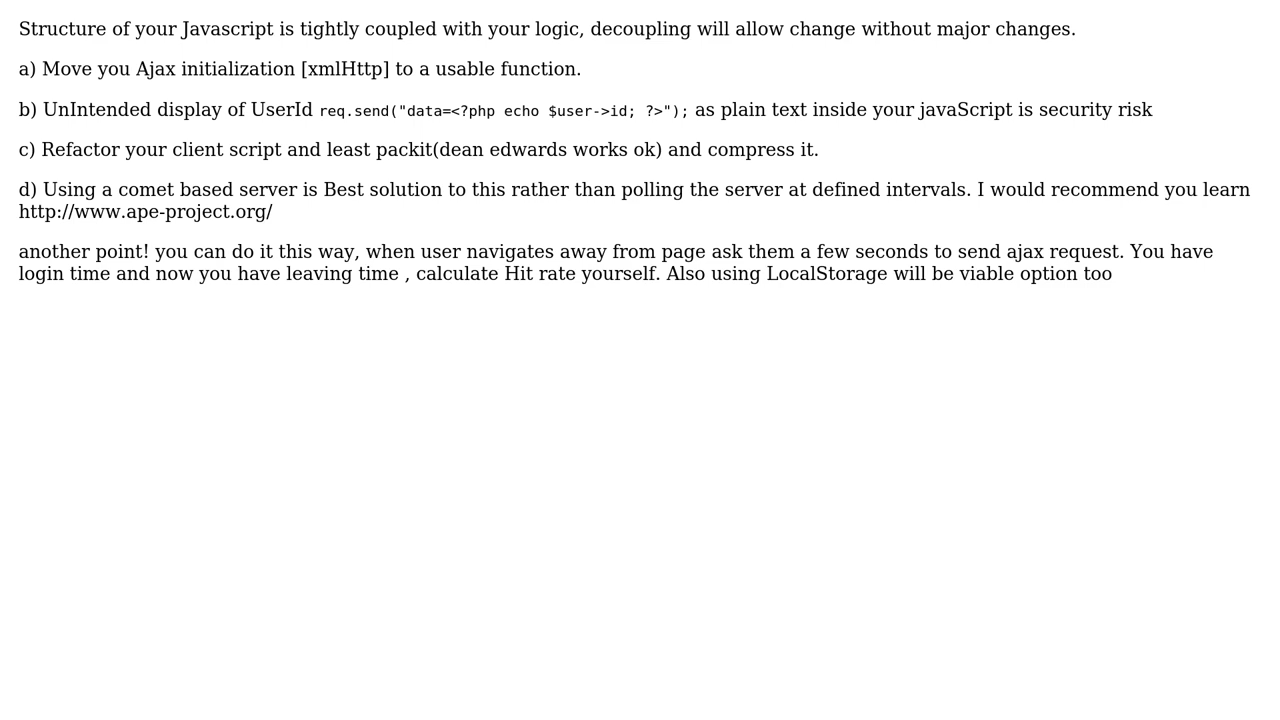 Structure of your Javascript is tightly coupled with your logic, decoupling will allow change without major changes.
a) Move you Ajax initialization [xmlHttp] to a usable function.
b) UnIntended display of UserId req.send("data=<?php echo $user->id; ?>"); as plain text inside your javaScript is security risk
c) Refactor your client script and least packit(dean edwards works ok) and compress it.
d) Using a comet based server is Best solution to this rather than polling the server at defined intervals. I would recommend you learn
http://www.ape-project.org/
another point! you can do it this way, when user navigates away from page ask them a few seconds to send ajax request. You have
login time and now you have leaving time , calculate Hit rate yourself. Also using LocalStorage will be viable option too